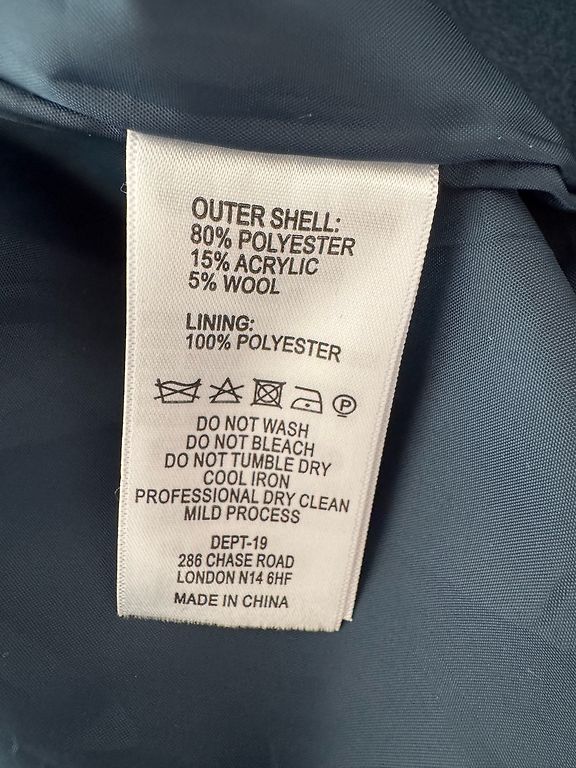 OUTER SHELL:
80% POLYESTER
15% ACRYLIC
5% WOOL
LINING:
100% POLYESTER
P
DO NOT WASH
DO NOT BLEACH
DO NOT TUMBLE DRY
COOL IRON
PROFESSIONAL DRY CLEAN
MILD PROCESS
DEPT-19
286 CHASE ROAD
LONDON N14 6HF
MADE IN CHINA